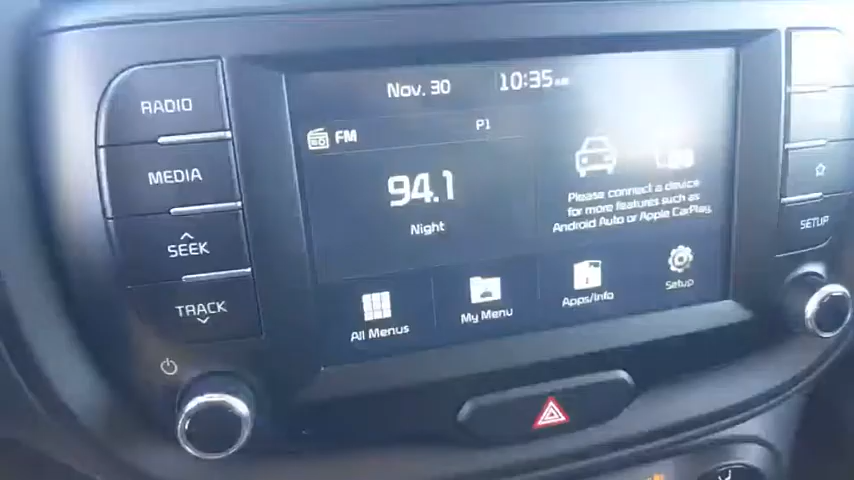 Nov. 30
10:35 AM
RADIO
MEDIA
SEEK
TRACK
FM
P1
94.1
Night
Please connect a device
for more features such as
Android Auto or Apple CarPlay.
All Menus
My Menu
Apps/Info
Setup
SETUP